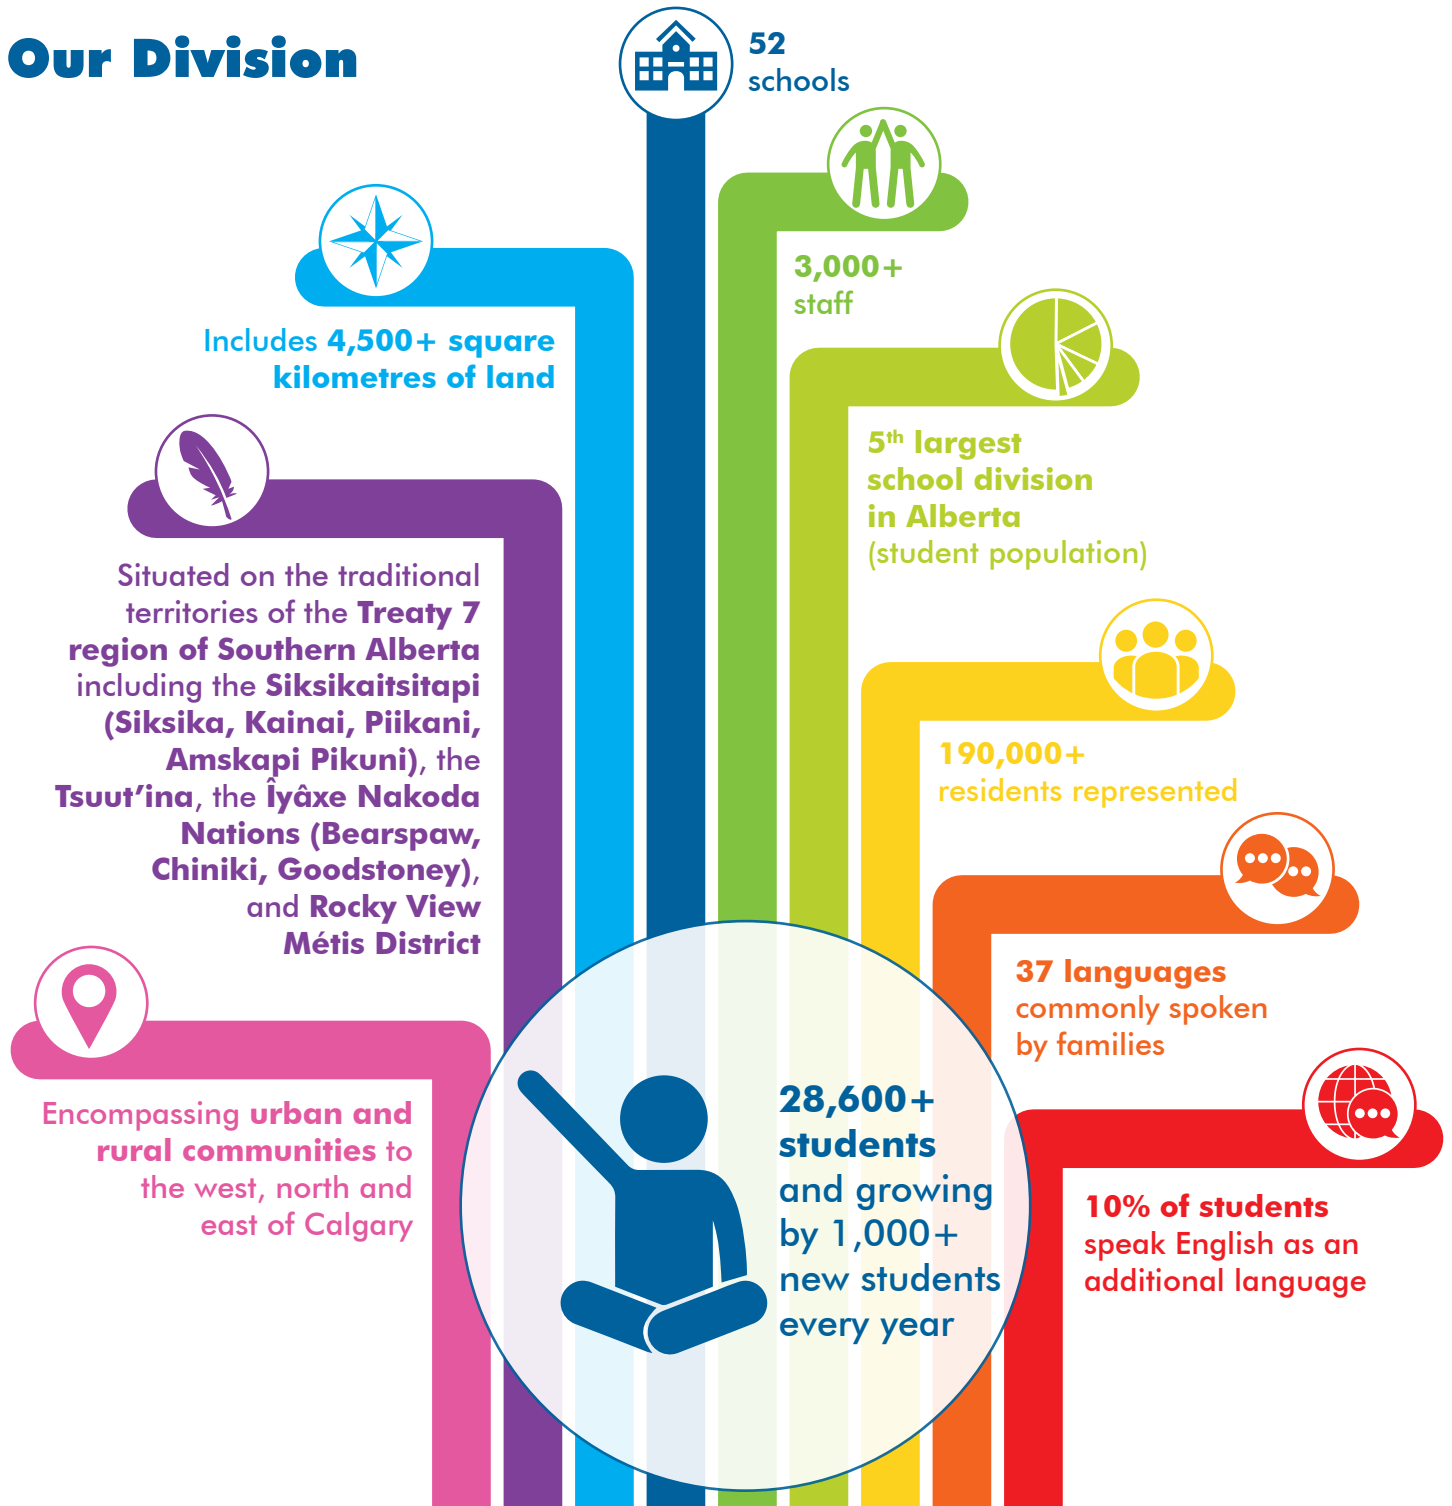 Our Division
52
schools
3,000+
staff
Includes 4,500+ square
kilometres of land
5th largest
school division
in Alberta
(student population)
Situated on the traditional
territories of the Treaty 7
region of Southern Alberta
including the Siksikaitsitapi
(Siksika, Kainai, Piikani,
Amskapi Pikuni), the
Tsuut’ina, the Îyâxe Nakoda
Nations (Bearspaw,
Chiniki, Goodstoney),
and Rocky View
Métis District
190,000+
residents represented
37 languages
commonly spoken
by families
Encompassing urban and
rural communities to
the west, north and
east of Calgary
28,600+
students
and growing
by 1,000+
new students
every year
10% of students
speak English as an
additional language